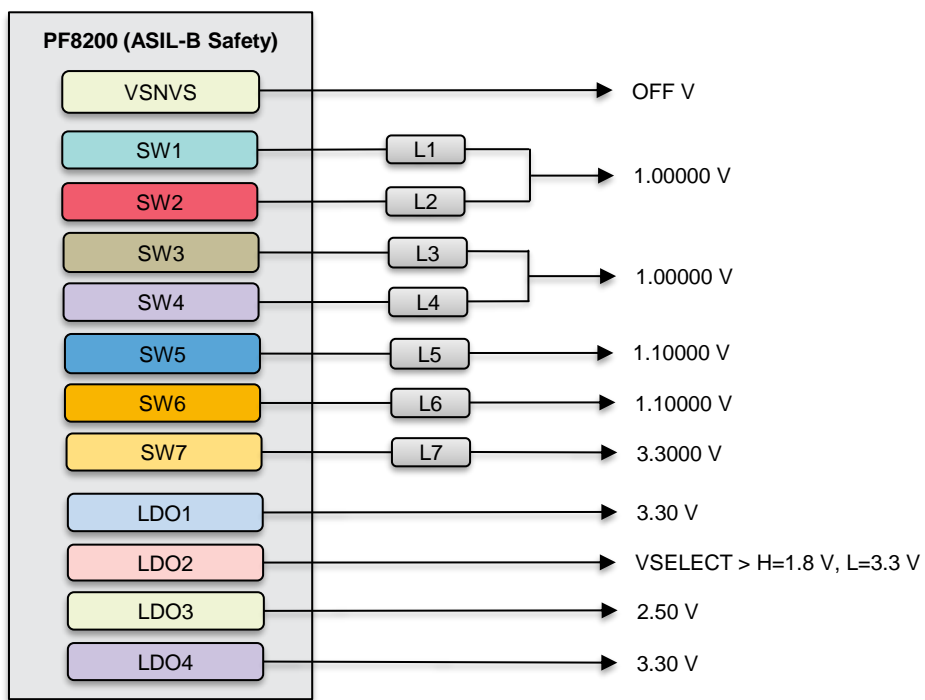 PF8200 (ASIL-B Safety)
VSNVS
OFF V
SW1
L1
1.00000 V
SW2
L2
SW3
L3
1.00000 V
SW4
L4
SW5
L5
1.10000 V
SW6
L6
1.10000 V
SW7
L7
3.3000 V
LDO1
3.30 V
LDO2
VSELECT > H=1.8 V, L=3.3 V
LDO3
2.50 V
LDO4
3.30 V